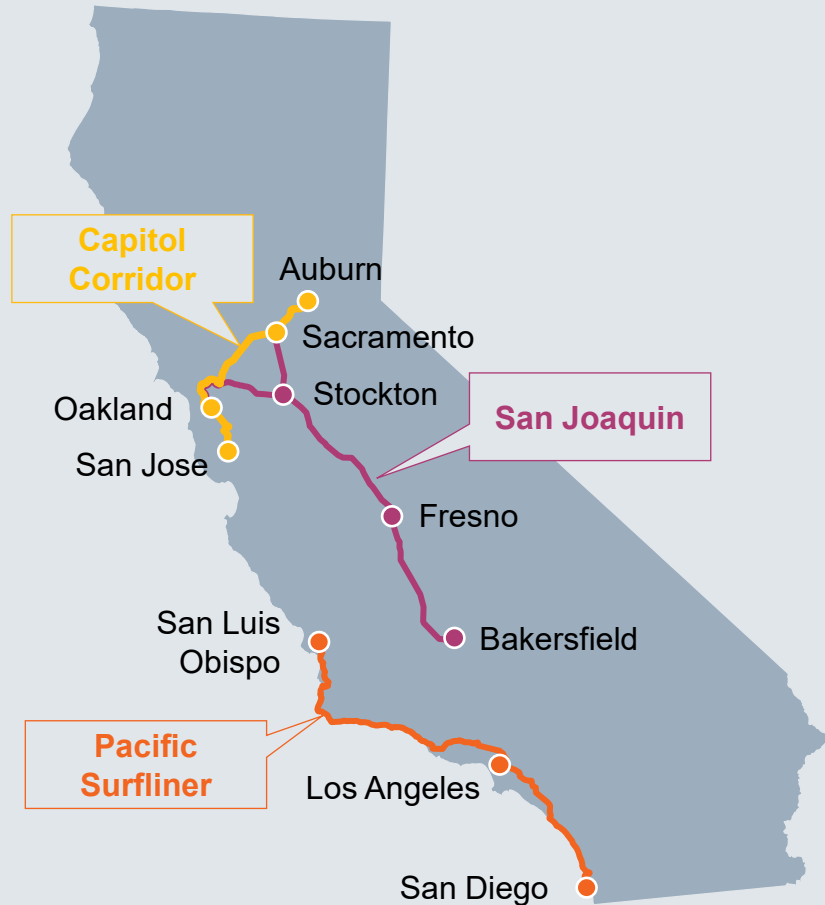 Capitol
Corridor
Auburn
Sacramento
Stockton
Oakland
San Joaquin
San Jose
Fresno
San Luis
Obispo
Bakersfield
Pacific
Surfliner
Los Angeles
San Diego